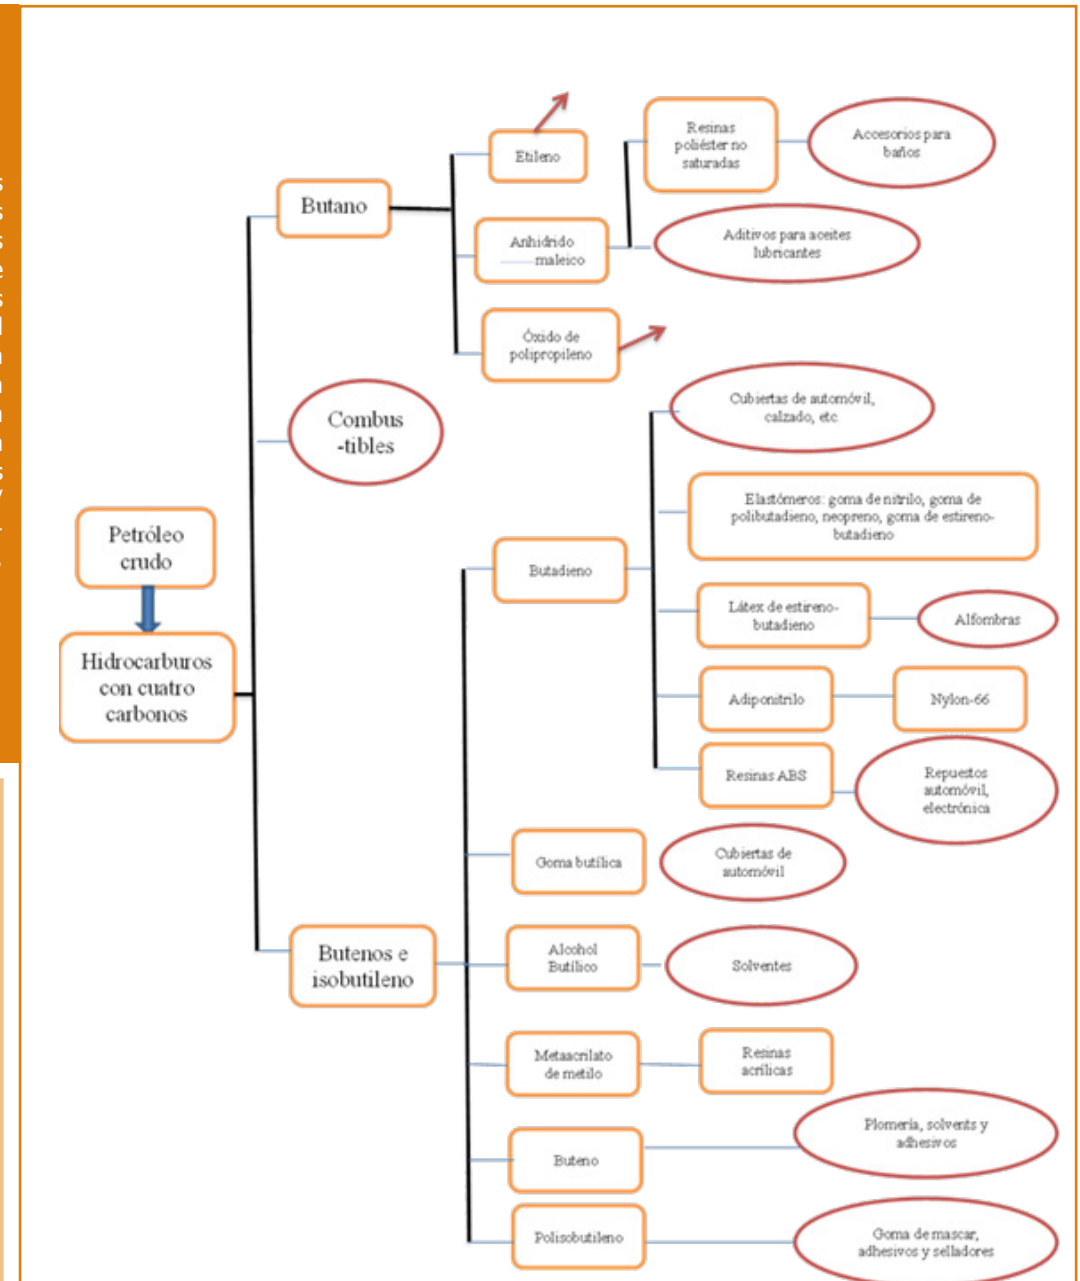 Etileno
Resinas
poliéster no
saturadas
Accesorios para
baños
Butano
Anhidrido
maleico
Aditivos para aceites
lubricantes
Óxido de
polipropileno
Combus
-tibles
Cubiertas de automóvil,
calzado, etc
Elastómeros: goma de nitrilo, goma de
polibutadieno, neopreno, goma de estireno-
butadieno
Petróleo
crudo
Butadieno
Látex de estireno-
butadieno
Alfombras
Hidrocarburos
con cuatro
carbonos
Adiponitrilo
Nylon-66
Resinas ABS
Repuestos
automóvil,
electrónica
Goma butílica
Cubiertas de
automóvil
Butenos e
isobutileno
Alcohol
Butílico
Solventes
Metaacrilato
de metilo
Resinas
acrílicas
Buteno
Plomería, solvents y
adhesivos
Polisobutileno
Goma de mascar,
adhesivos y selladores